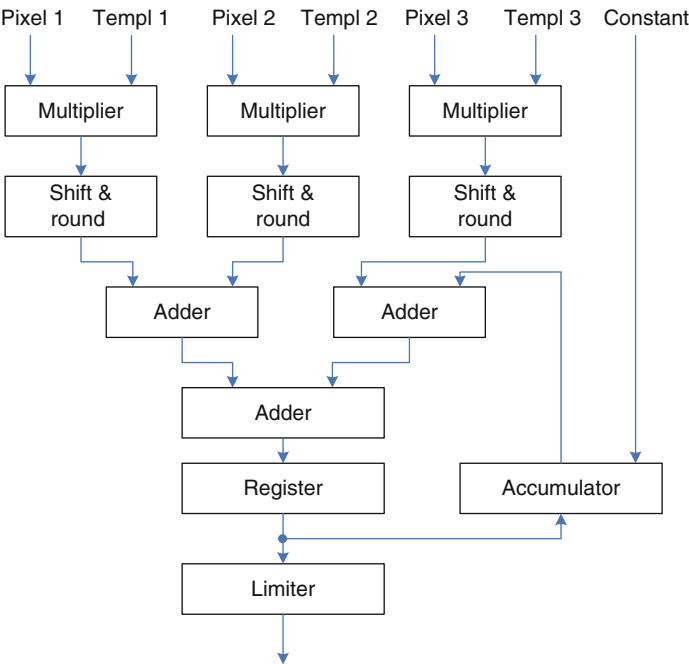 Pixel 1 Templ 1 Pixel 2 Templ 2 Pixel 3 Templ 3 Constant
Multiplier Multiplier Multiplier
Shift & Shift & Shift &
round round round
Adder Adder
Adder
Register Accumulator
Limiter